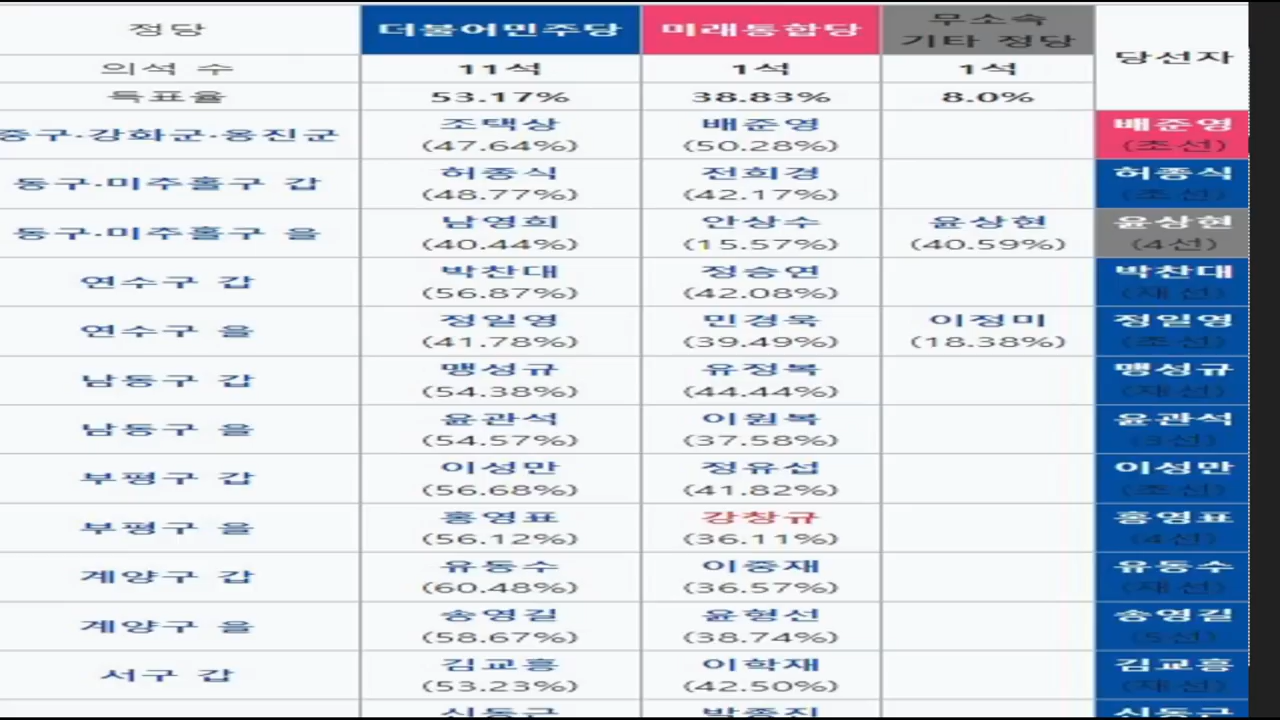 정당 더불어민주당 미래통합당 무소속 기타 정당 당선자
의석 수 11석 1석 1석
득표율 53.17% 38.83% 8.0%
중구·강화군·옹진군 조택상 (47.64%) 배준영 (50.28%) 배준영 (초선)
동구·미추홀구 갑 허종식 (48.77%) 전희경 (42.17%) 허종식 (초선)
동구·미추홀구 을 남영희 (40.44%) 안상수 (15.57%) 윤상현 (40.59%) 윤상현 (4선)
연수구 갑 박찬대 (56.87%) 정승연 (42.08%) 박찬대 (재선)
연수구 을 정일영 (41.78%) 민경욱 (39.49%) 이정미 (18.38%) 정일영 (초선)
남동구 갑 맹성규 (54.38%) 유정복 (44.44%) 맹성규 (재선)
남동구 을 윤관석 (54.57%) 이원복 (37.58%) 윤관석 (3선)
부평구 갑 이성만 (56.68%) 정유섭 (41.82%) 이성만 (초선)
부평구 을 홍영표 (56.12%) 강창규 (36.11%) 홍영표 (4선)
계양구 갑 유동수 (60.48%) 이중재 (36.57%) 유동수 (재선)
계양구 을 송영길 (58.67%) 윤형선 (38.74%) 송영길 (5선)
서구 갑 김교흥 (53.23%) 이학재 (42.50%) 김교흥 (재선)
신동근 박종진 신동근